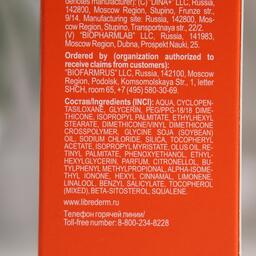 denotes manufacturer): (C) "DINA+" LLC, Russia,
142800, Moscow Region, Stupino, Frunze str.,
9/14. Manufacturing site: Russia, 142800, Mos-
cow Region, Stupino, Transportnaya str., 22/2.
(V) "BIOPHARMLAB" LLC, Russia, 141983,
Moscow Region, Dubna, Prospekt Nauki, 25.
Ordered by (organization authorized to
receive claims from customers):
"BIOFARMRUS" LLC, Russia, 142100, Moscow
Region, Podolsk, Komsomolskaya Str., 1, letter
SHCH, room 65, +7 (495) 580-30-69.
Состав/Ingredients (INCI): AQUA, CYCLOPEN-
TASILOXANE, GLYCERIN, PEG/PPG-18/18 DIME-
THICONE, ISOPROPYL PALMITATE, ETHYLHEXYL
STEARATE, DIMETHICONE/VINYL DIMETHICONE
CROSSPOLYMER, GLYCINE SOJA (SOYBEAN)
OIL, SODIUM CHLORIDE, SILICA, TOCOPHERYL
ACETATE, ISOPROPYL MYRISTATE, OLUS OIL, RE-
TINYL PALMITATE, PHENOXYETHANOL, ETHYL-
HEXYLGLYCERIN, PARFUM, CITRONELLOL, BU-
TYLPHENYL METHYLPROPIONAL, ALPHA-ISOME-
THYL IONONE, HEXYL CINNAMAL, LIMONENE,
LINALOOL, BENZYL SALICYLATE, TOCOPHEROL
(MIXED), BETA-SITOSTEROL, SQUALENE.
www.librederm.ru
Телефон горячей линии/
Toll-free number: 8-800-234-8228